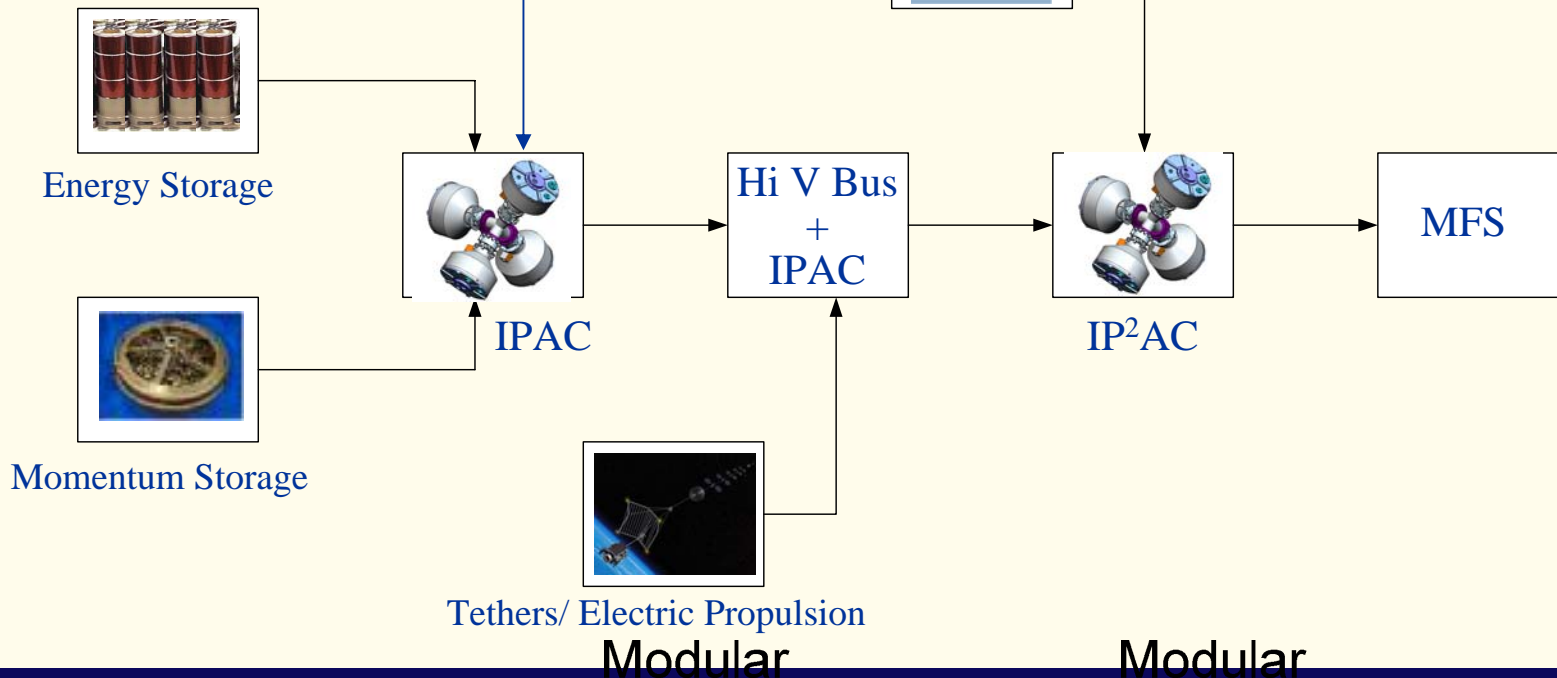 Energy Storage
Hi V Bus
+
IPAC
MFS
IPAC
IP²AC
Momentum Storage
Tethers/ Electric Propulsion
Modular Modular